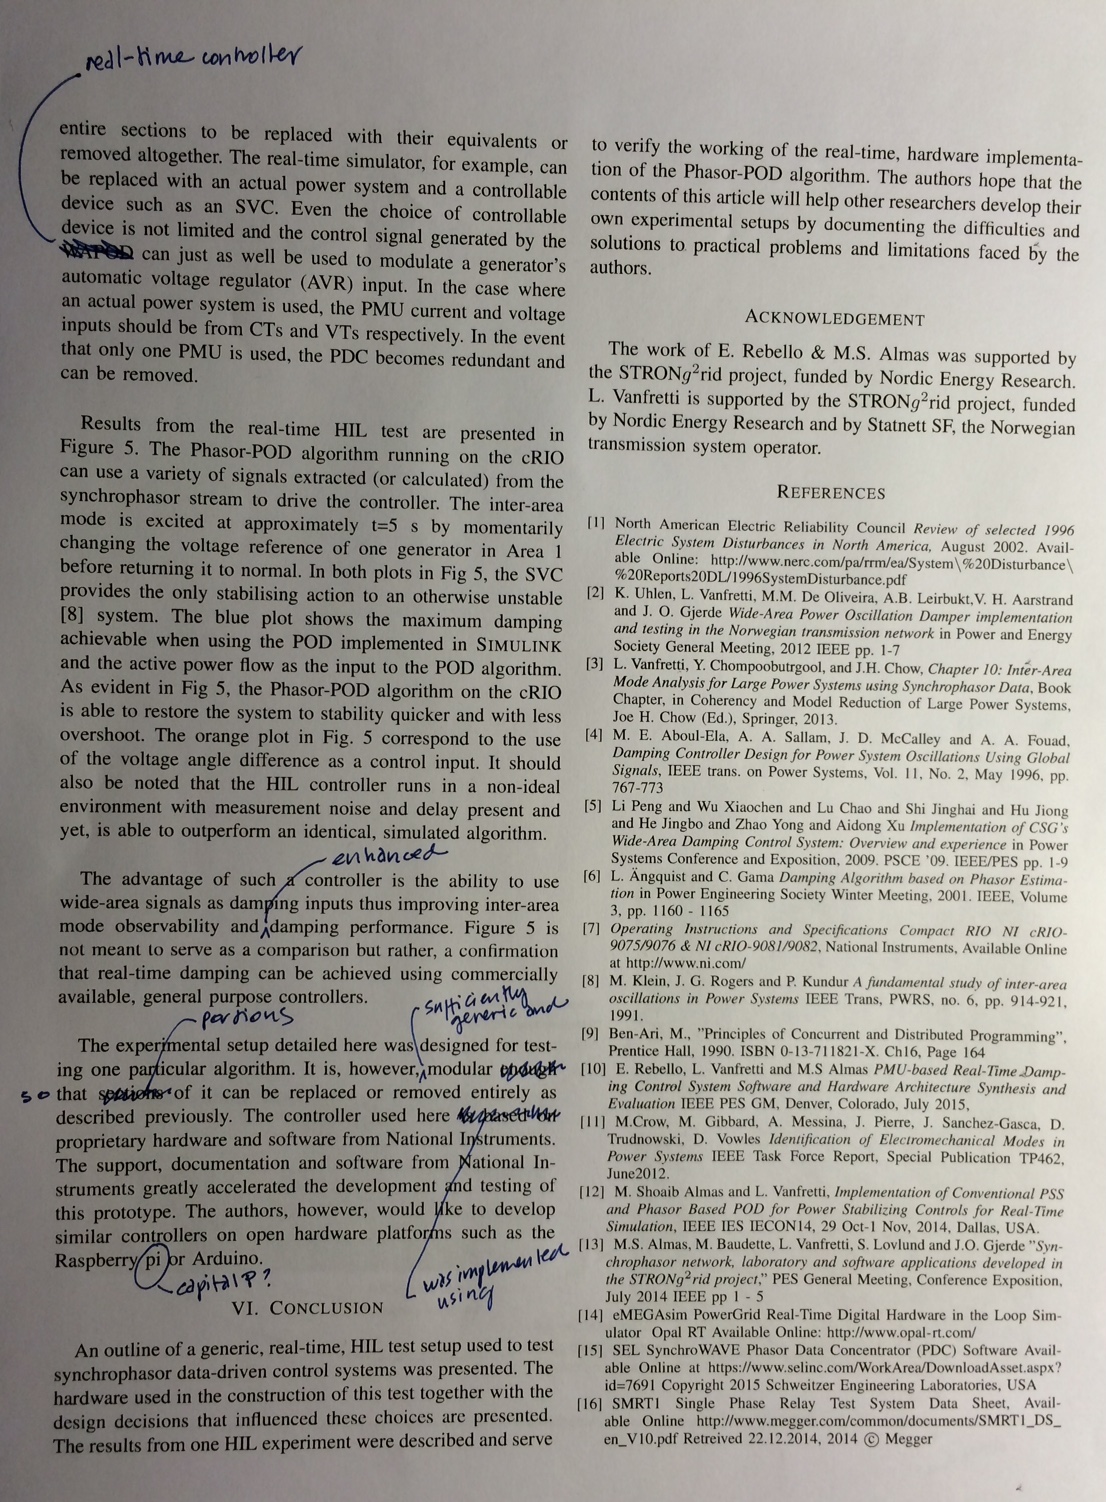 real-time controller
entire sections to be replaced with their equivalents or
removed altogether. The real-time simulator, for example, can
be replaced with an actual power system and a controllable
device such as an SVC. Even the choice of controllable
device is not limited and the control signal generated by the
can just as well be used to modulate a generator's
automatic voltage regulator (AVR) input. In the case where
an actual power system is used, the PMU current and voltage
inputs should be from CTs and VTs respectively. In the event
that only one PMU is used, the PDC becomes redundant and
can be removed.
Results from the real-time HIL test are presented in
Figure 5. The Phasor-POD algorithm running on the cRIO
can use a variety of signals extracted (or calculated) from the
synchrophasor stream to drive the controller. The inter-area
mode is excited at approximately t=5 s by momentarily
changing the voltage reference of one generator in Area 1
before returning it to normal. In both plots in Fig 5, the SVC
provides the only stabilising action to an otherwise unstable
[8] system. The blue plot shows the maximum damping
achievable when using the POD implemented in SIMULINK
and the active power flow as the input to the POD algorithm.
As evident in Fig 5, the Phasor-POD algorithm on the cRIO
is able to restore the system to stability quicker and with less
overshoot. The orange plot in Fig. 5 correspond to the use
of the voltage angle difference as a control input. It should
also be noted that the HIL controller runs in a non-ideal
environment with measurement noise and delay present and
yet, is able to outperform an identical, simulated algorithm.
enhanced
The advantage of such a controller is the ability to use
wide-area signals as damping inputs thus improving inter-area
mode observability and damping performance. Figure 5 is
not meant to serve as a comparison but rather, a confirmation
that real-time damping can be achieved using commercially
available, general purpose controllers.
sufficiently
generic and
portions
The experimental setup detailed here was designed for test-
ing one particular algorithm. It is, however, modular
so that of it can be replaced or removed entirely as
described previously. The controller used here is based on
proprietary hardware and software from National Instruments.
The support, documentation and software from National In-
struments greatly accelerated the development and testing of
this prototype. The authors, however, would like to develop
similar controllers on open hardware platforms such as the
Raspberry pi or Arduino.
capital P?
was implemented
using
VI. CONCLUSION
An outline of a generic, real-time, HIL test setup used to test
synchrophasor data-driven control systems was presented. The
hardware used in the construction of this test together with the
design decisions that influenced these choices are presented.
The results from one HIL experiment were described and serve
to verify the working of the real-time, hardware implementa-
tion of the Phasor-POD algorithm. The authors hope that the
contents of this article will help other researchers develop their
own experimental setups by documenting the difficulties and
solutions to practical problems and limitations faced by the
authors.
ACKNOWLEDGEMENT
The work of E. Rebello & M.S. Almas was supported by
the STRONg²rid project, funded by Nordic Energy Research.
L. Vanfretti is supported by the STRONg²rid project, funded
by Nordic Energy Research and by Statnett SF, the Norwegian
transmission system operator.
REFERENCES
[1] North American Electric Reliability Council Review of selected 1996
Electric System Disturbances in North America, August 2002. Avail-
able Online: http://www.nerc.com/pa/rrm/ea/System\%20Disturbance\
%20Reports20DL/1996SystemDisturbance.pdf
[2] K. Uhlen, L. Vanfretti, M.M. De Oliveira, A.B. Leirbukt,V. H. Aarstrand
and J. O. Gjerde Wide-Area Power Oscillation Damper implementation
and testing in the Norwegian transmission network in Power and Energy
Society General Meeting, 2012 IEEE pp. 1-7
[3] L. Vanfretti, Y. Chompoobutrgool, and J.H. Chow, Chapter 10: Inter-Area
Mode Analysis for Large Power Systems using Synchrophasor Data, Book
Chapter, in Coherency and Model Reduction of Large Power Systems,
Joe H. Chow (Ed.), Springer, 2013.
[4] M. E. Aboul-Ela, A. A. Sallam, J. D. McCalley and A. A. Fouad,
Damping Controller Design for Power System Oscillations Using Global
Signals, IEEE trans. on Power Systems, Vol. 11, No. 2, May 1996, pp.
767-773
[5] Li Peng and Wu Xiaochen and Lu Chao and Shi Jinghai and Hu Jiong
and He Jingbo and Zhao Yong and Aidong Xu Implementation of CSG's
Wide-Area Damping Control System: Overview and experience in Power
Systems Conference and Exposition, 2009. PSCE '09. IEEE/PES pp. 1-9
[6] L. Ängquist and C. Gama Damping Algorithm based on Phasor Estima-
tion in Power Engineering Society Winter Meeting, 2001. IEEE, Volume
3, pp. 1160 - 1165
[7] Operating Instructions and Specifications Compact RIO NI cRIO-
9075/9076 & NI cRIO-9081/9082, National Instruments, Available Online
at http://www.ni.com/
[8] M. Klein, J. G. Rogers and P. Kundur A fundamental study of inter-area
oscillations in Power Systems IEEE Trans, PWRS, no. 6, pp. 914-921,
1991.
[9] Ben-Ari, M., "Principles of Concurrent and Distributed Programming",
Prentice Hall, 1990. ISBN 0-13-711821-X. Ch16, Page 164
[10] E. Rebello, L. Vanfretti and M.S Almas PMU-based Real-Time Damp-
ing Control System Software and Hardware Architecture Synthesis and
Evaluation IEEE PES GM, Denver, Colorado, July 2015,
[11] M.Crow, M. Gibbard, A. Messina, J. Pierre, J. Sanchez-Gasca, D.
Trudnowski, D. Vowles Identification of Electromechanical Modes in
Power Systems IEEE Task Force Report, Special Publication TP462,
June2012.
[12] M. Shoaib Almas and L. Vanfretti, Implementation of Conventional PSS
and Phasor Based POD for Power Stabilizing Controls for Real-Time
Simulation, IEEE IES IECON14, 29 Oct-1 Nov, 2014, Dallas, USA.
[13] M.S. Almas, M. Baudette, L. Vanfretti, S. Lovlund and J.O. Gjerde "Syn-
chrophasor network, laboratory and software applications developed in
the STRONg²rid project," PES General Meeting, Conference Exposition,
July 2014 IEEE pp 1 - 5
[14] eMEGAsim PowerGrid Real-Time Digital Hardware in the Loop Sim-
ulator Opal RT Available Online: http://www.opal-rt.com/
[15] SEL SynchroWAVE Phasor Data Concentrator (PDC) Software Avail-
able Online at https://www.selinc.com/WorkArea/DownloadAsset.aspx?
id=7691 Copyright 2015 Schweitzer Engineering Laboratories, USA
[16] SMRT1 Single Phase Relay Test System Data Sheet, Avail-
able Online http://www.megger.com/common/documents/SMRT1_DS_
en_V10.pdf Retreived 22.12.2014, 2014 © Megger